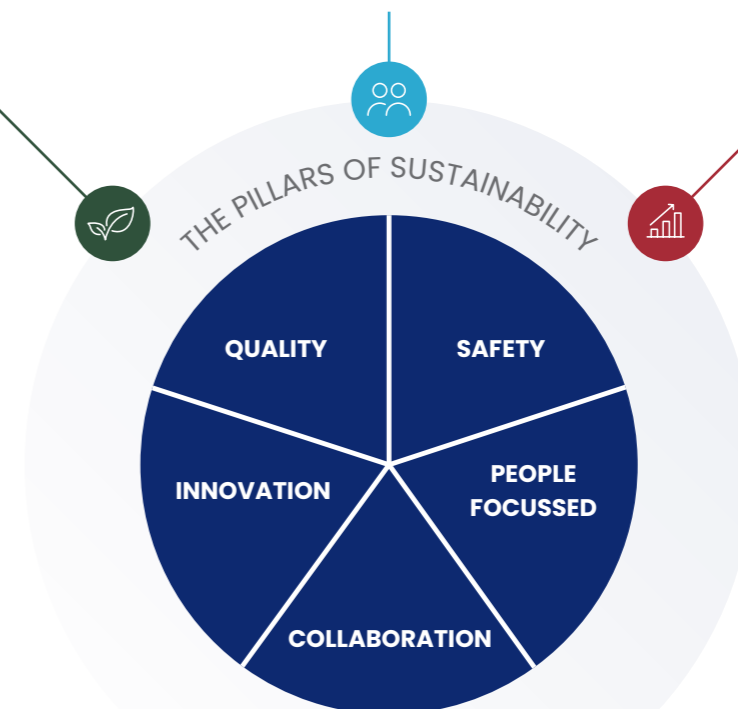 THE PILLARS OF SUSTAINABILITY
QUALITY
SAFETY
INNOVATION
PEOPLE
FOCUSSED
COLLABORATION